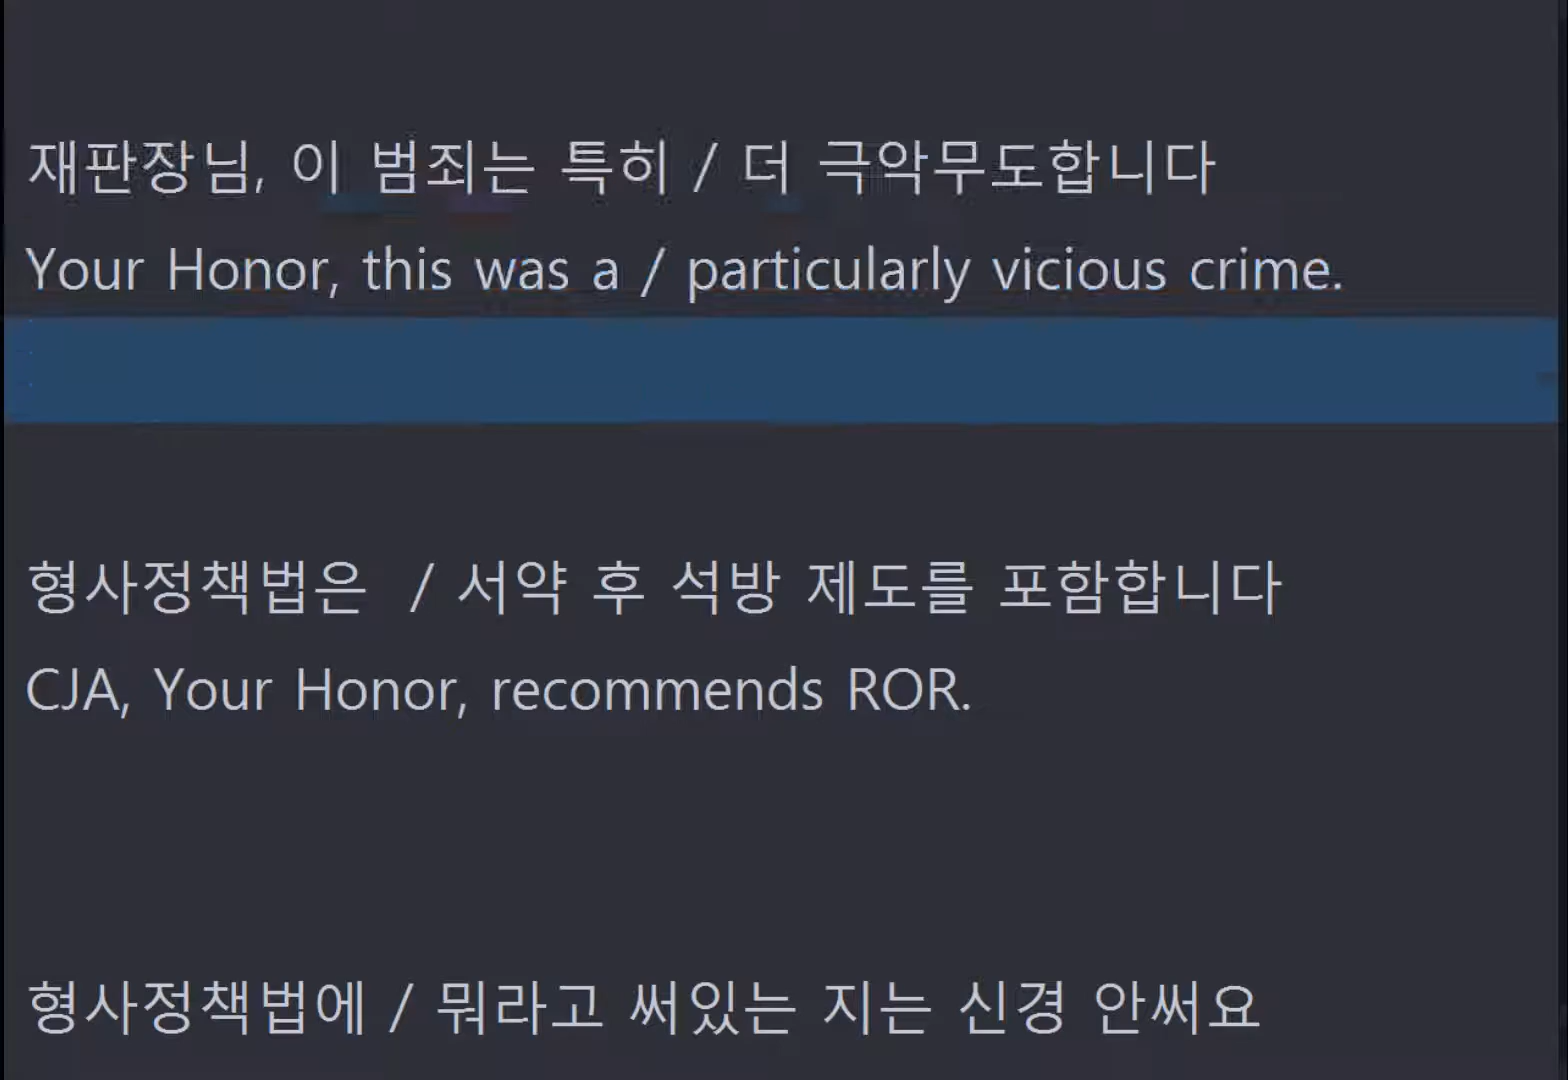 재판장님, 이 범죄는 특히 / 더 극악무도합니다
Your Honor, this was a / particularly vicious crime.
형사정책법은 / 서약 후 석방 제도를 포함합니다
CJA, Your Honor, recommends ROR.
형사정책법에 / 뭐라고 써있는 지는 신경 안써요